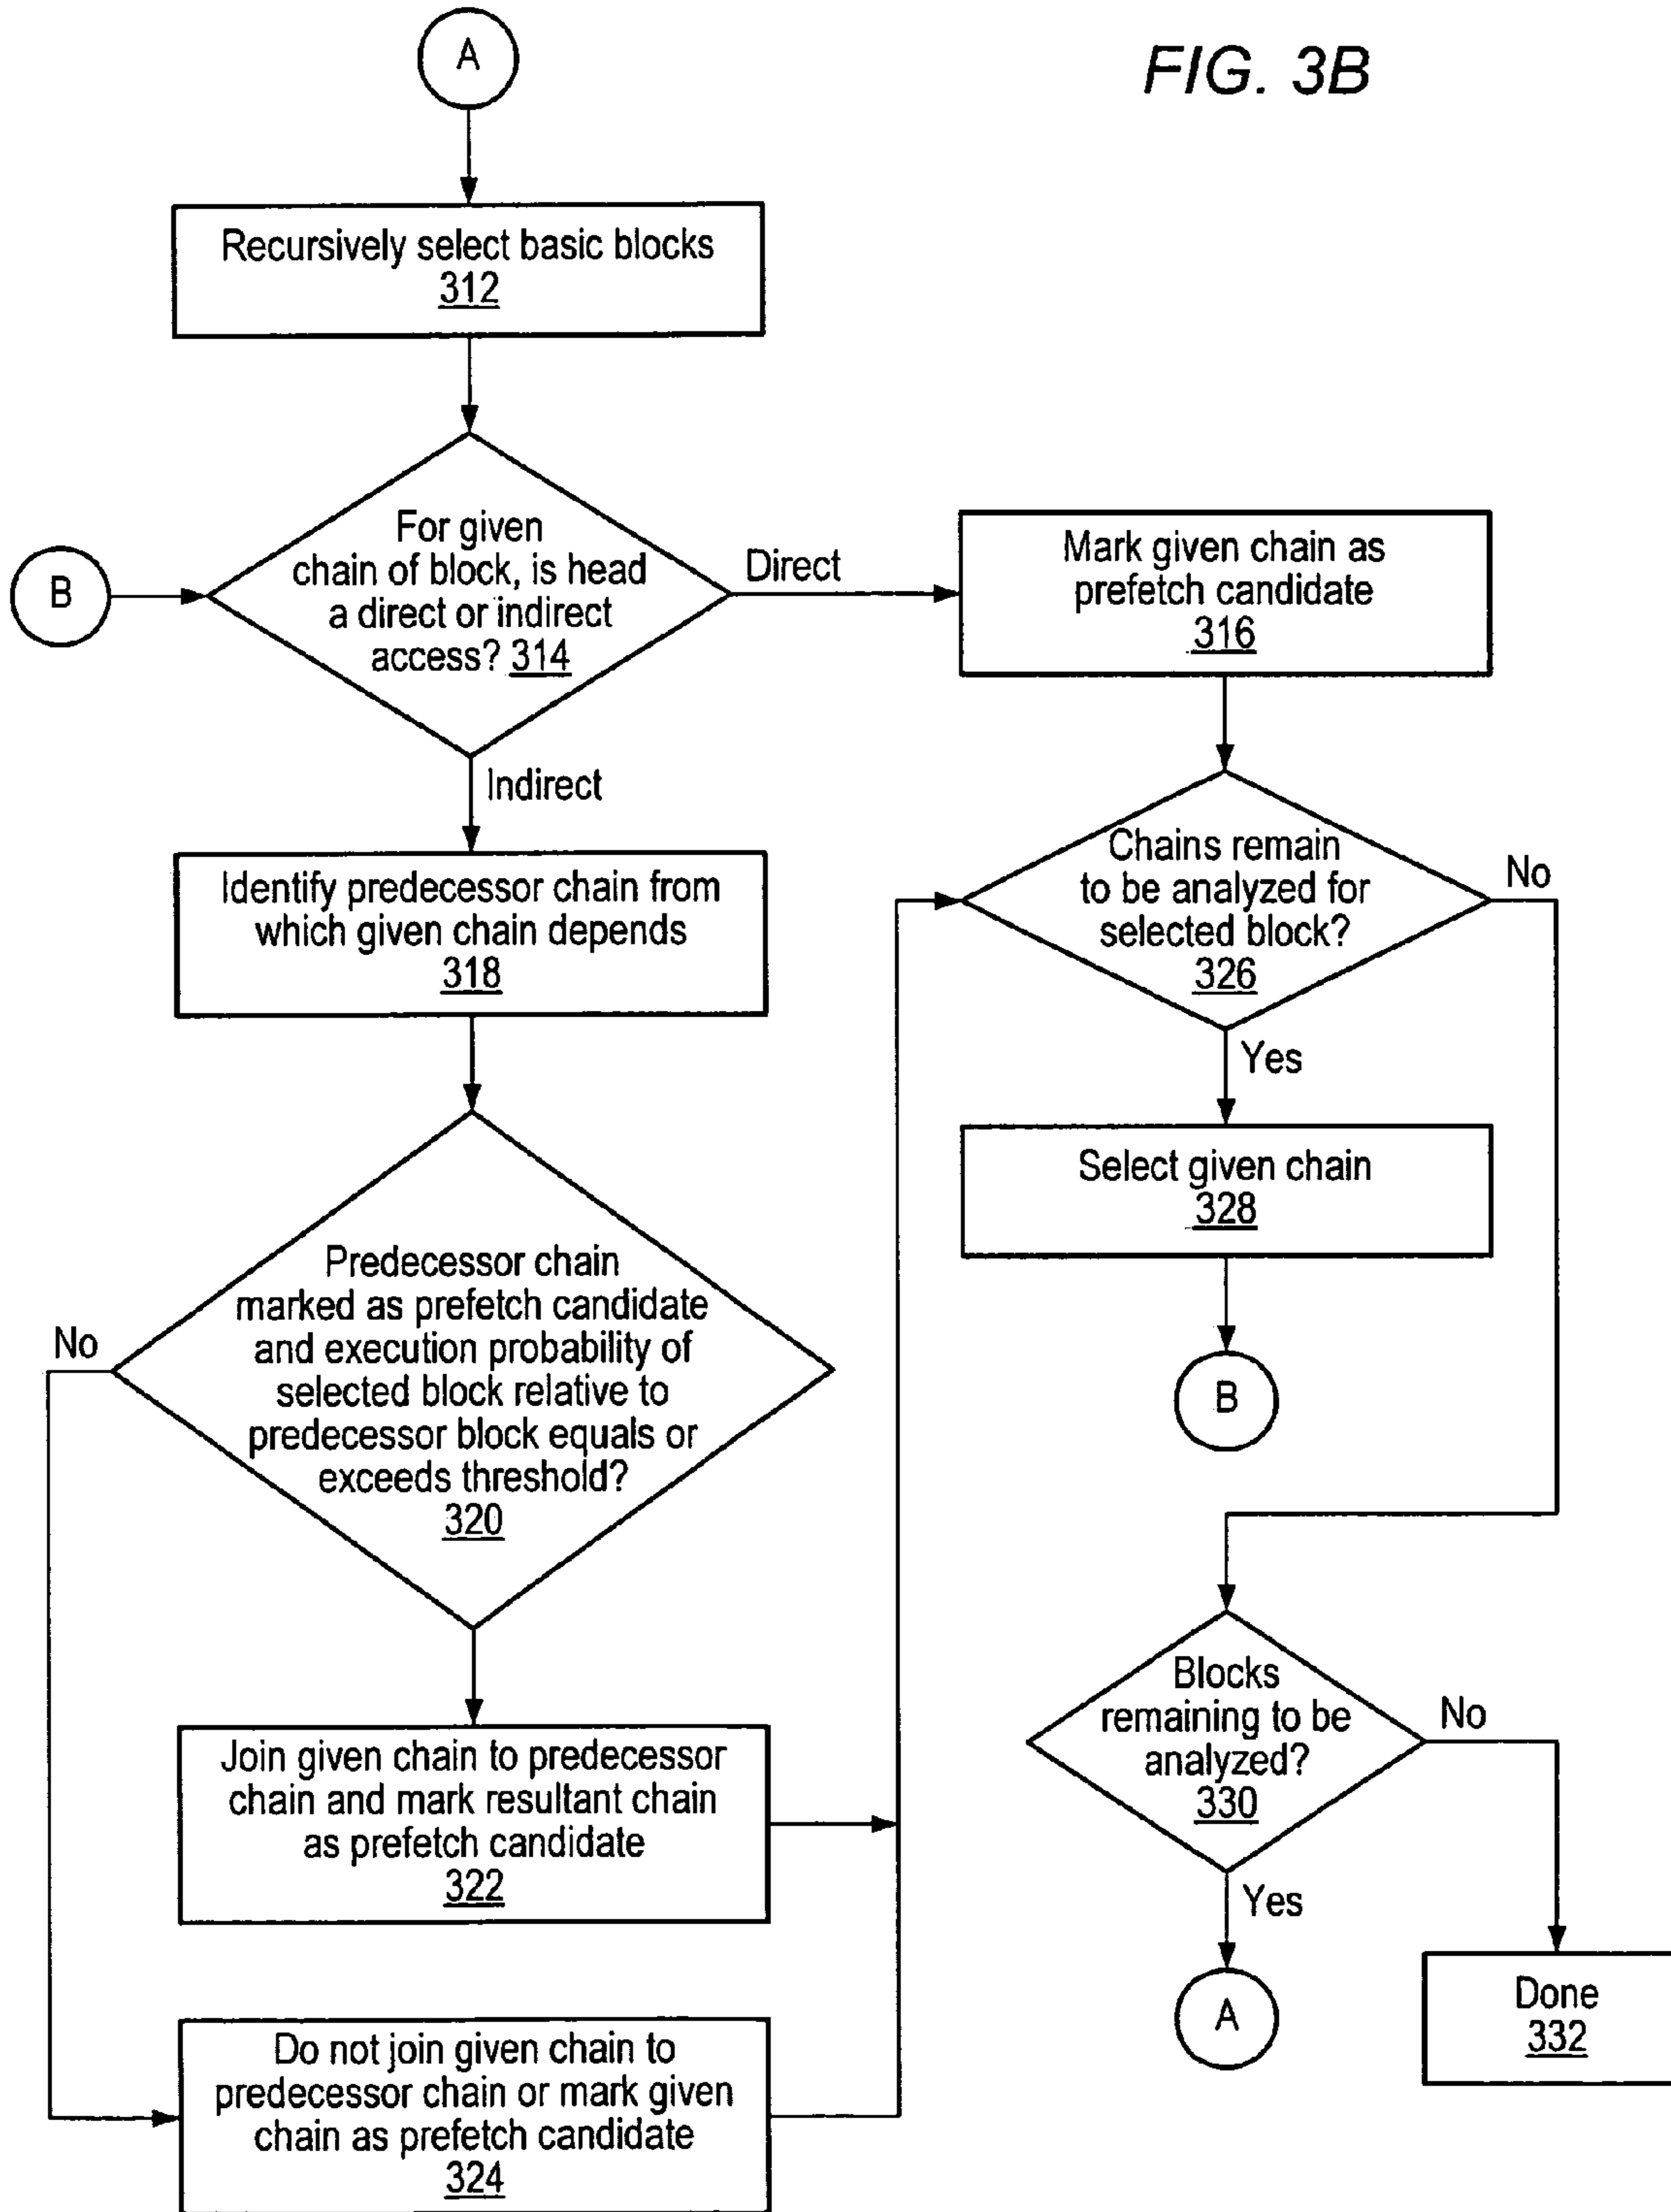 FIG. 3B
A
Recursively select basic blocks
312
For given
chain of block, is head
a direct or indirect
access? 314
B
Direct
Mark given chain as
prefetch candidate
316
Indirect
Identify predecessor chain from
which given chain depends
318
Chains remain
to be analyzed for
selected block?
326
No
Yes
Select given chain
328
B
Predecessor chain
marked as prefetch candidate
and execution probability of
selected block relative to
predecessor block equals or
exceeds threshold?
320
No
Join given chain to predecessor
chain and mark resultant chain
as prefetch candidate
322
Do not join given chain to
predecessor chain or mark given
chain as prefetch candidate
324
Blocks
remaining to be
analyzed?
330
No
Yes
A
Done
332